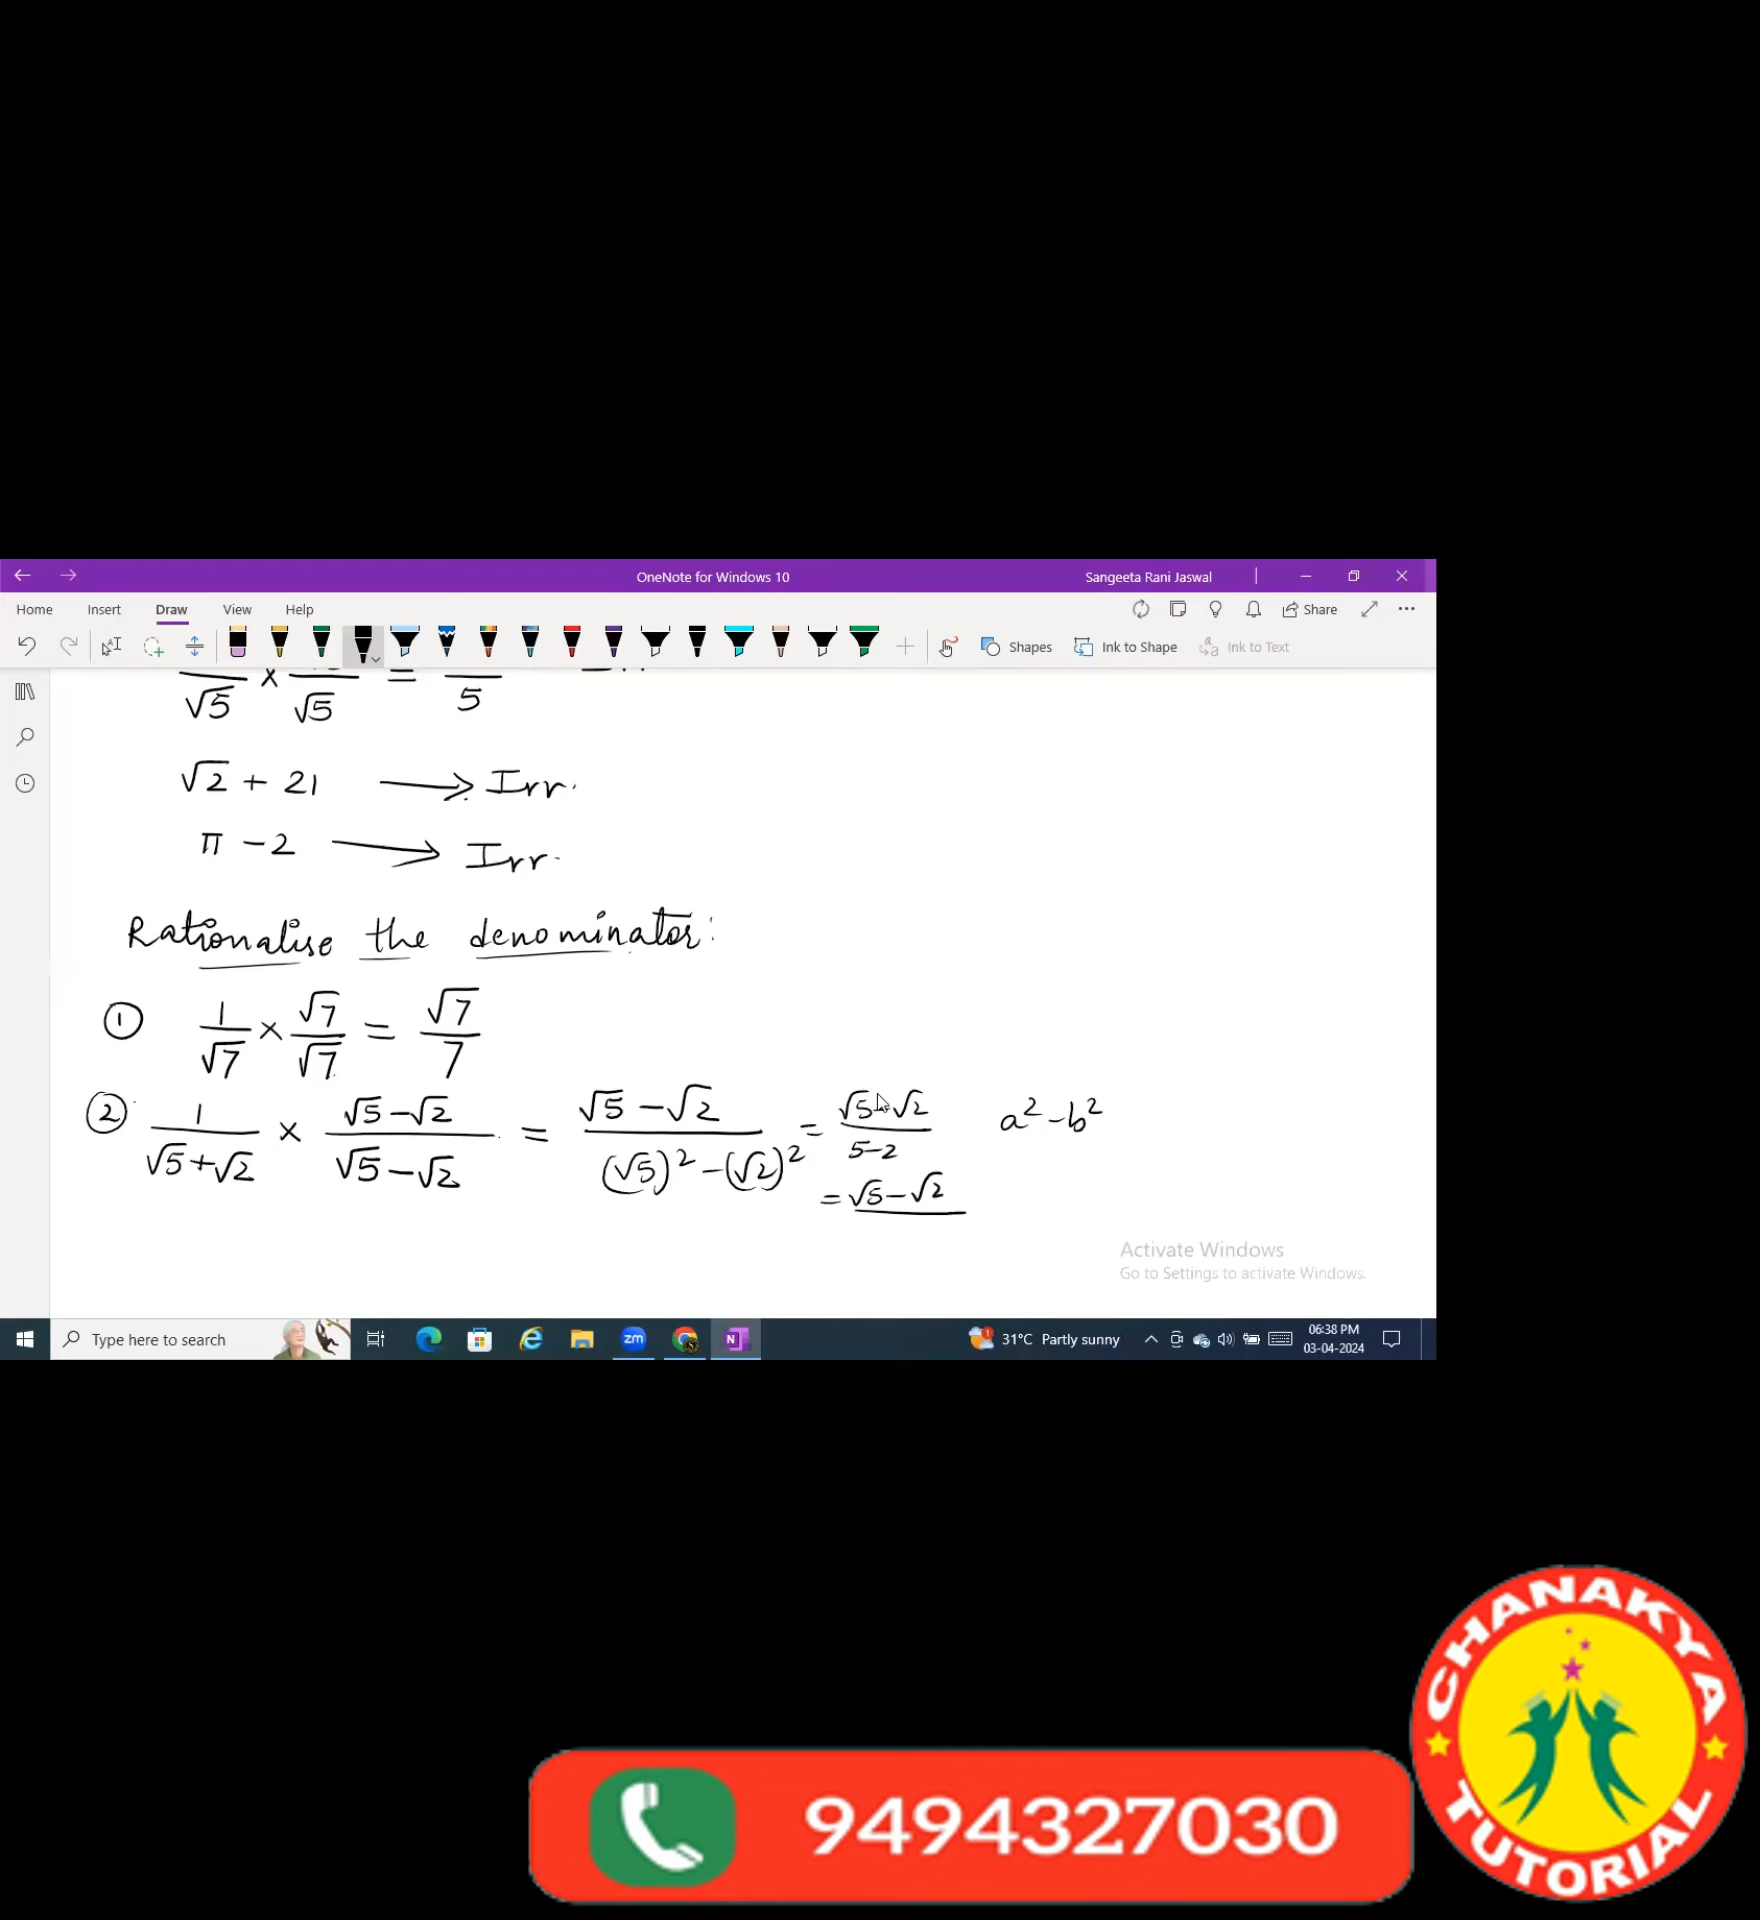 OneNote for Windows 10
Sangeeta Rani Jaswal
Home Insert Draw View Help
Share
Shapes Ink to Shape Ink to Text
√5 × √5 = 5
√2 + 21 → Irr.
π − 2 → Irr.
Rationalise the denominator:
① 1/√7 × √7/√7 = √7/7
② 1/(√5+√2) × (√5−√2)/(√5−√2) = (√5−√2)/((√5)²−(√2)²) = (√5−√2)/(5−2) a²−b²
= √5−√2
Activate Windows
Go to Settings to activate Windows.
Type here to search
zm
N
1
31°C Partly sunny
06:38 PM
03-04-2024
CHANAKYA
TUTORIAL
9494327030